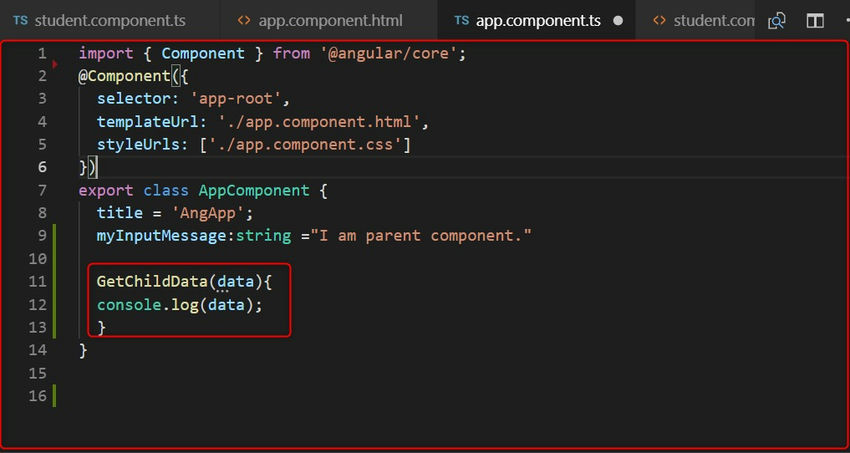 TS student.component.ts <> app.component.html TS app.component.ts <> student.com
1 import { Component } from '@angular/core';
2 @Component({
3 selector: 'app-root',
4 templateUrl: './app.component.html',
5 styleUrls: ['./app.component.css']
6 })
7 export class AppComponent {
8 title = 'AngApp';
9 myInputMessage:string ="I am parent component."
10
11 GetChildData(data){
12 console.log(data);
13 }
14 }
15
16